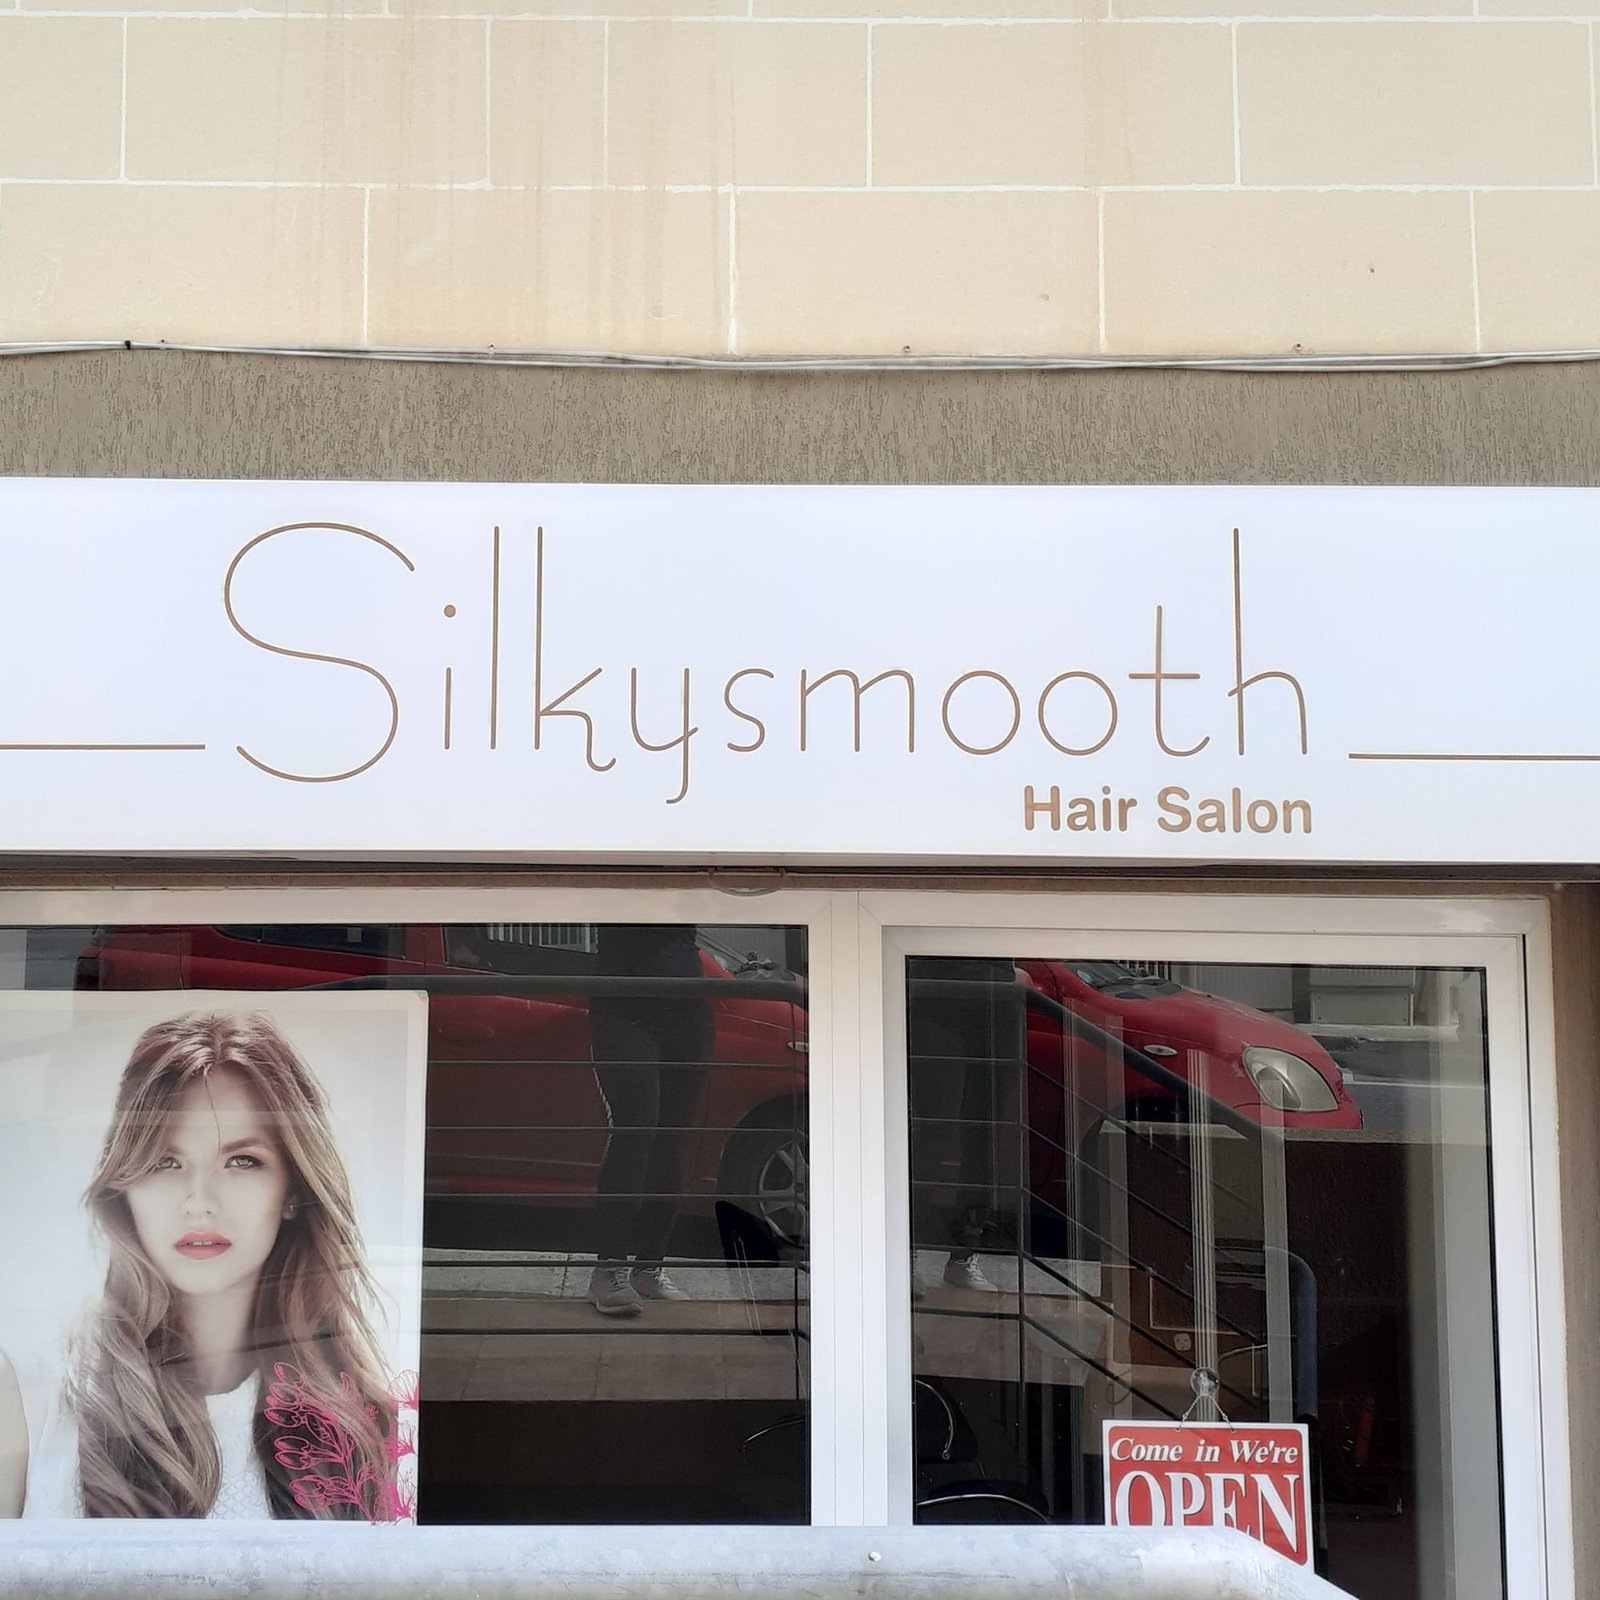 Silkysmooth
Hair Salon
Come in We're
OPEN